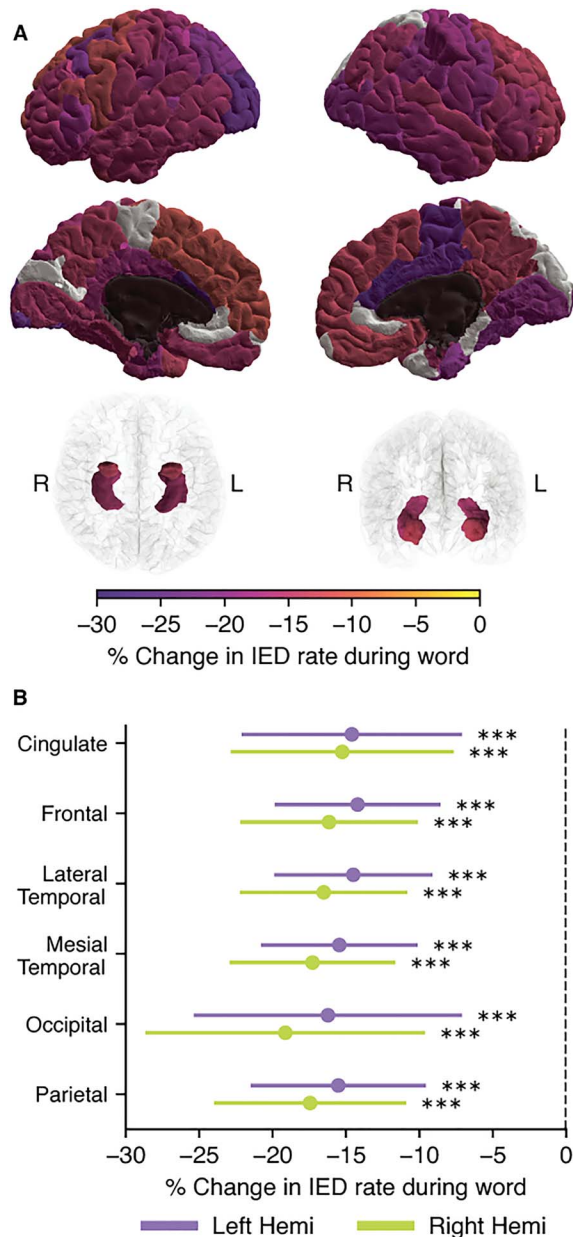 A
R L R L
−30 −25 −20 −15 −10 −5 0
% Change in IED rate during word
B
Cingulate *** ***
Frontal *** ***
Lateral
Temporal *** ***
Mesial
Temporal *** ***
Occipital *** ***
Parietal *** ***
−30 −25 −20 −15 −10 −5 0
% Change in IED rate during word
Left Hemi Right Hemi